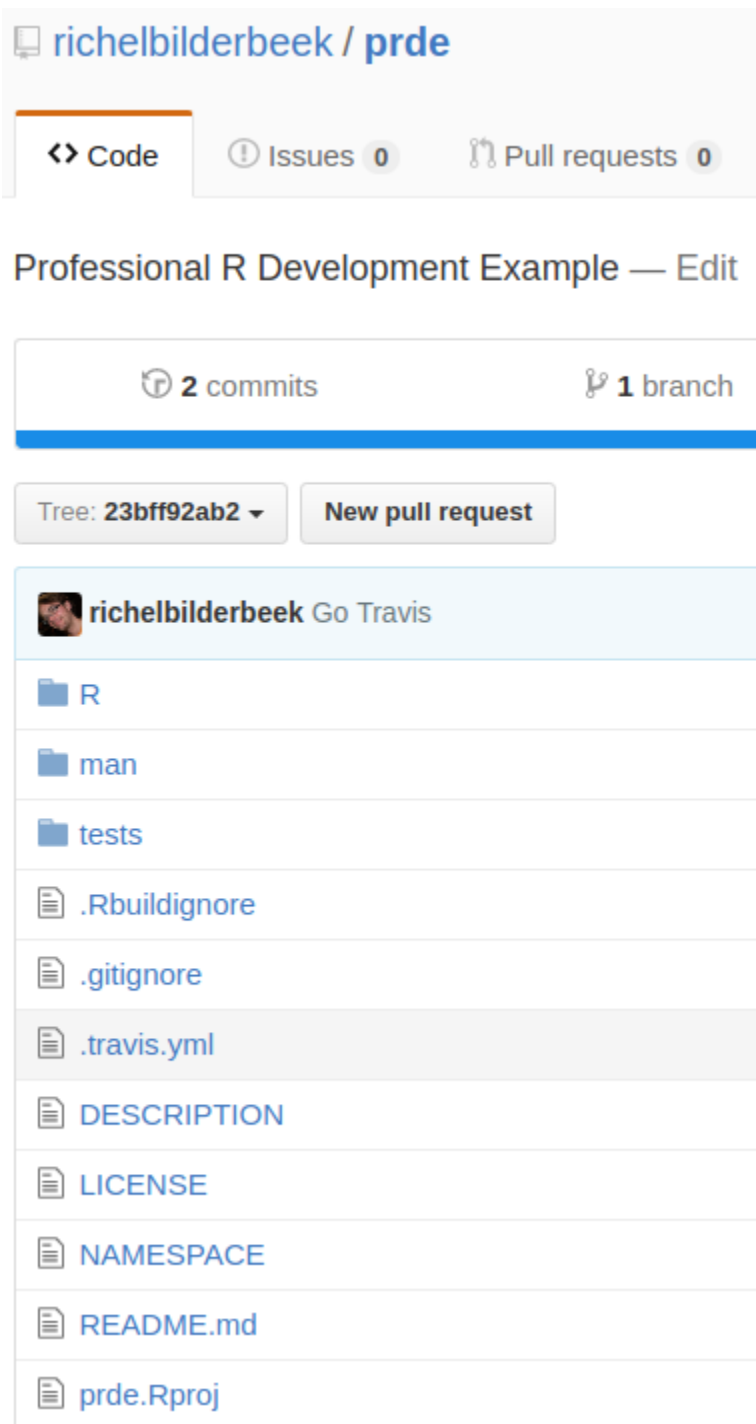 richelbilderbeek / prde
Code Issues 0 Pull requests 0
Professional R Development Example — Edit
2 commits 1 branch
Tree: 23bff92ab2 New pull request
richelbilderbeek Go Travis
R
man
tests
.Rbuildignore
.gitignore
.travis.yml
DESCRIPTION
LICENSE
NAMESPACE
README.md
prde.Rproj